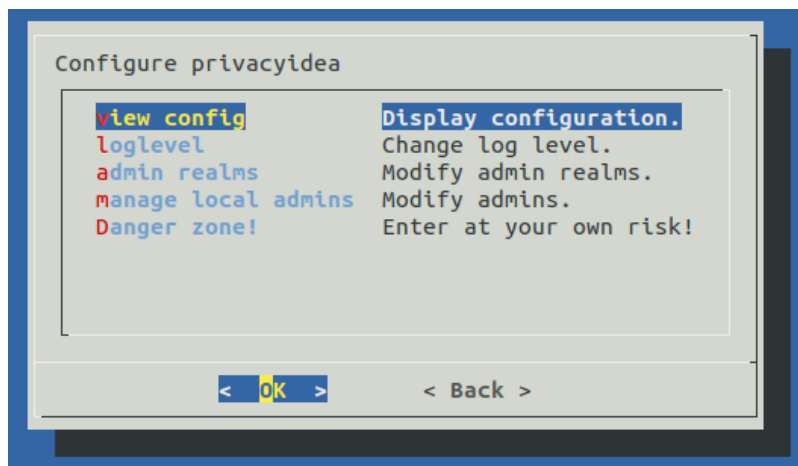 Configure privacyidea
view config Display configuration.
loglevel Change log level.
admin realms Modify admin realms.
manage local admins Modify admins.
Danger zone! Enter at your own risk!
< OK > < Back >